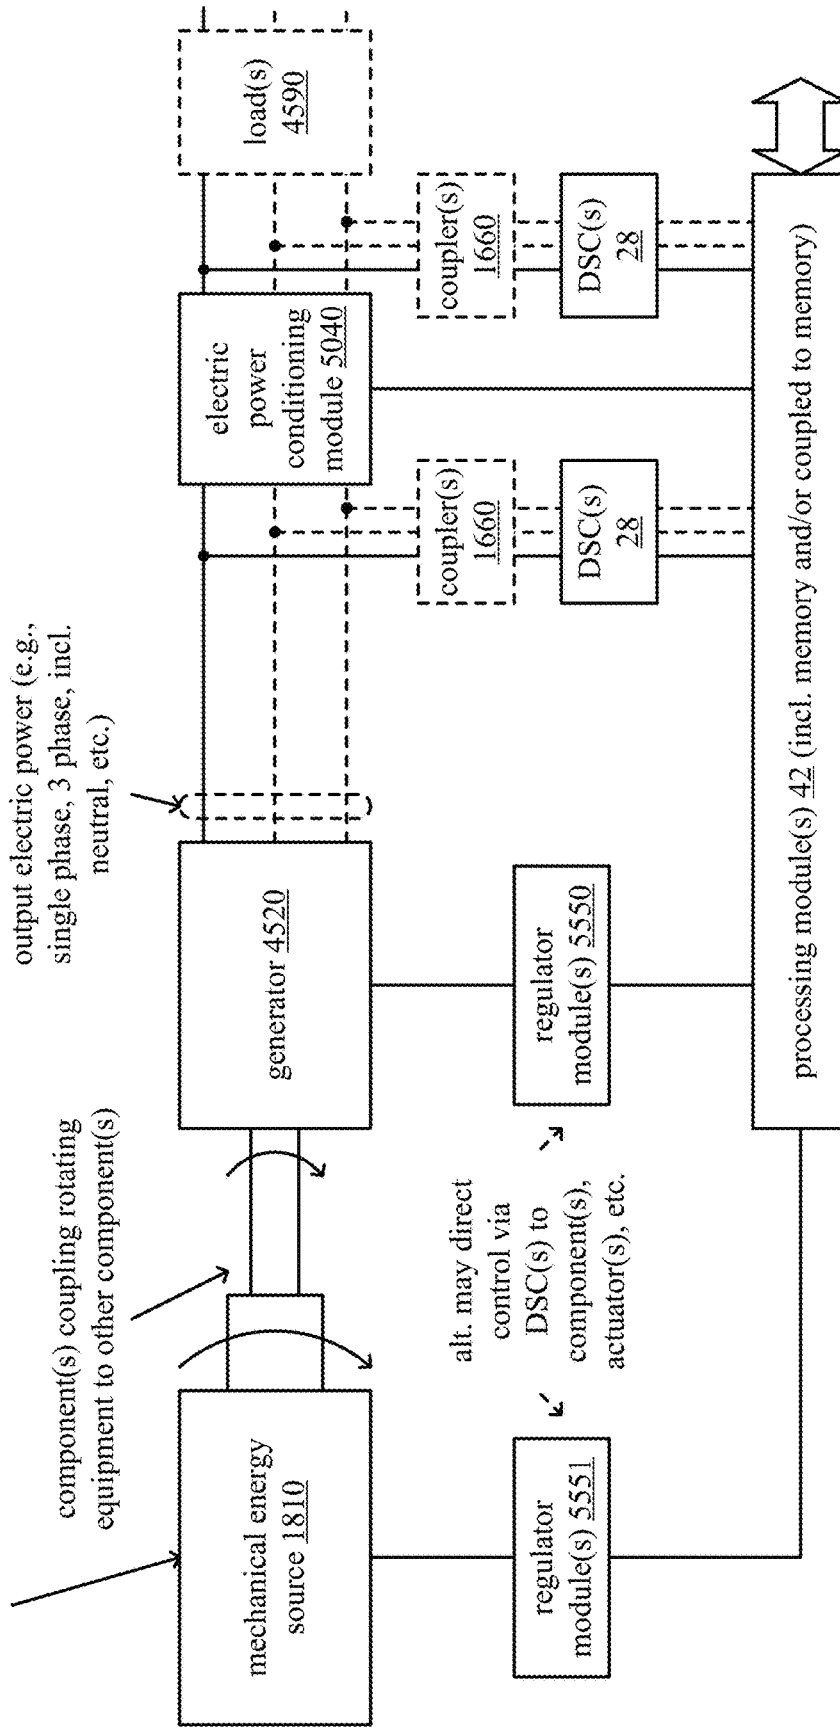 output electric power (e.g.,
single phase, 3 phase, incl.
neutral, etc.)
component(s) coupling rotating
equipment to other component(s)
mechanical energy
source 1810
generator 4520
electric
power
conditioning
module 5040
load(s)
4590
coupler(s)
1660
coupler(s)
1660
DSC(s)
28
DSC(s)
28
alt. may direct
control via
DSC(s) to
component(s),
actuator(s), etc.
regulator
module(s) 5551
regulator
module(s) 5550
processing module(s) 42 (incl. memory and/or coupled to memory)